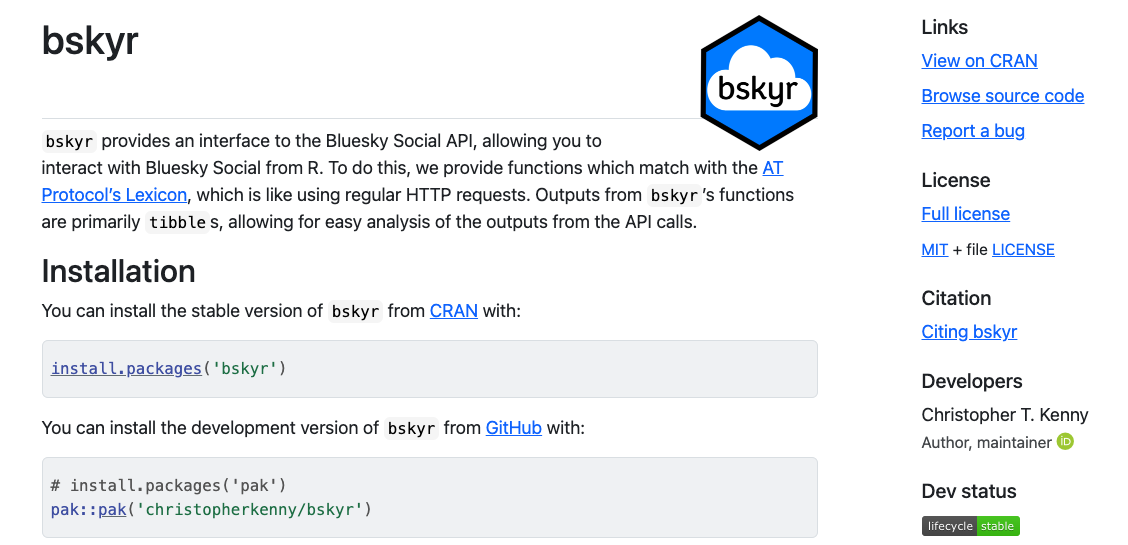 bskyr
bskyr
bskyr provides an interface to the Bluesky Social API, allowing you to
interact with Bluesky Social from R. To do this, we provide functions which match with the AT
Protocol’s Lexicon, which is like using regular HTTP requests. Outputs from bskyr’s functions
are primarily tibbles, allowing for easy analysis of the outputs from the API calls.
Installation
You can install the stable version of bskyr from CRAN with:
install.packages('bskyr')
You can install the development version of bskyr from GitHub with:
# install.packages('pak')
pak::pak('christopherkenny/bskyr')
Links
View on CRAN
Browse source code
Report a bug
License
Full license
MIT + file LICENSE
Citation
Citing bskyr
Developers
Christopher T. Kenny
Author, maintainer iD
Dev status
lifecycle stable